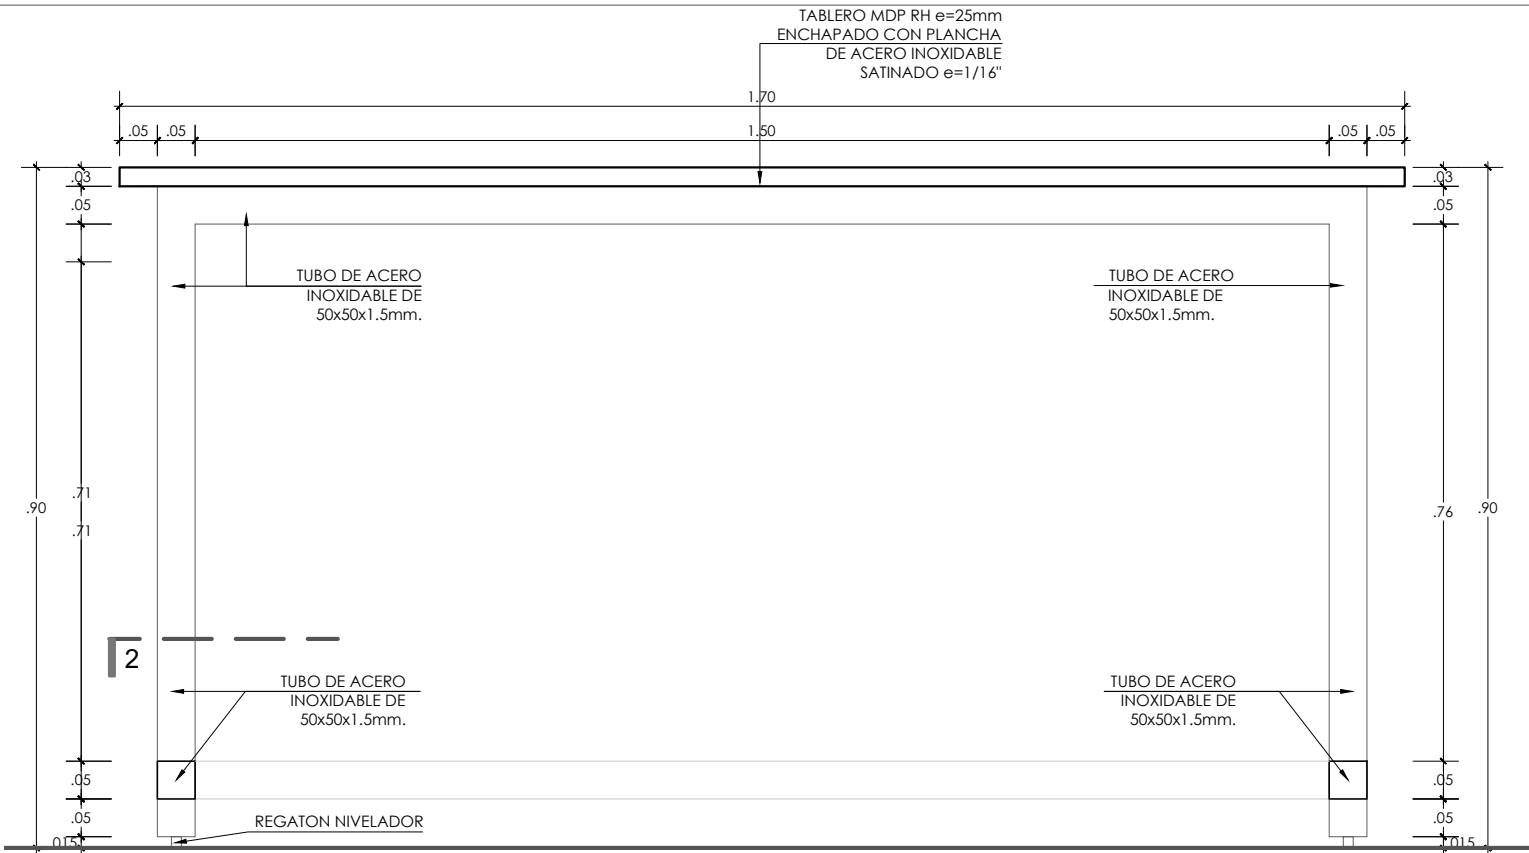 TABLERO MDP RH e=25mm
ENCHAPADO CON PLANCHA
DE ACERO INOXIDABLE
SATINADO e=1/16"
1.70
.05 .05 1.50 .05 .05
.03 .03
.05 .05
TUBO DE ACERO
INOXIDABLE DE
50x50x1.5mm.
TUBO DE ACERO
INOXIDABLE DE
50x50x1.5mm.
.71
.90 .76 .90
.71
2
TUBO DE ACERO
INOXIDABLE DE
50x50x1.5mm.
TUBO DE ACERO
INOXIDABLE DE
50x50x1.5mm.
.05 .05
.05 .05
REGATON NIVELADOR
.015 .015